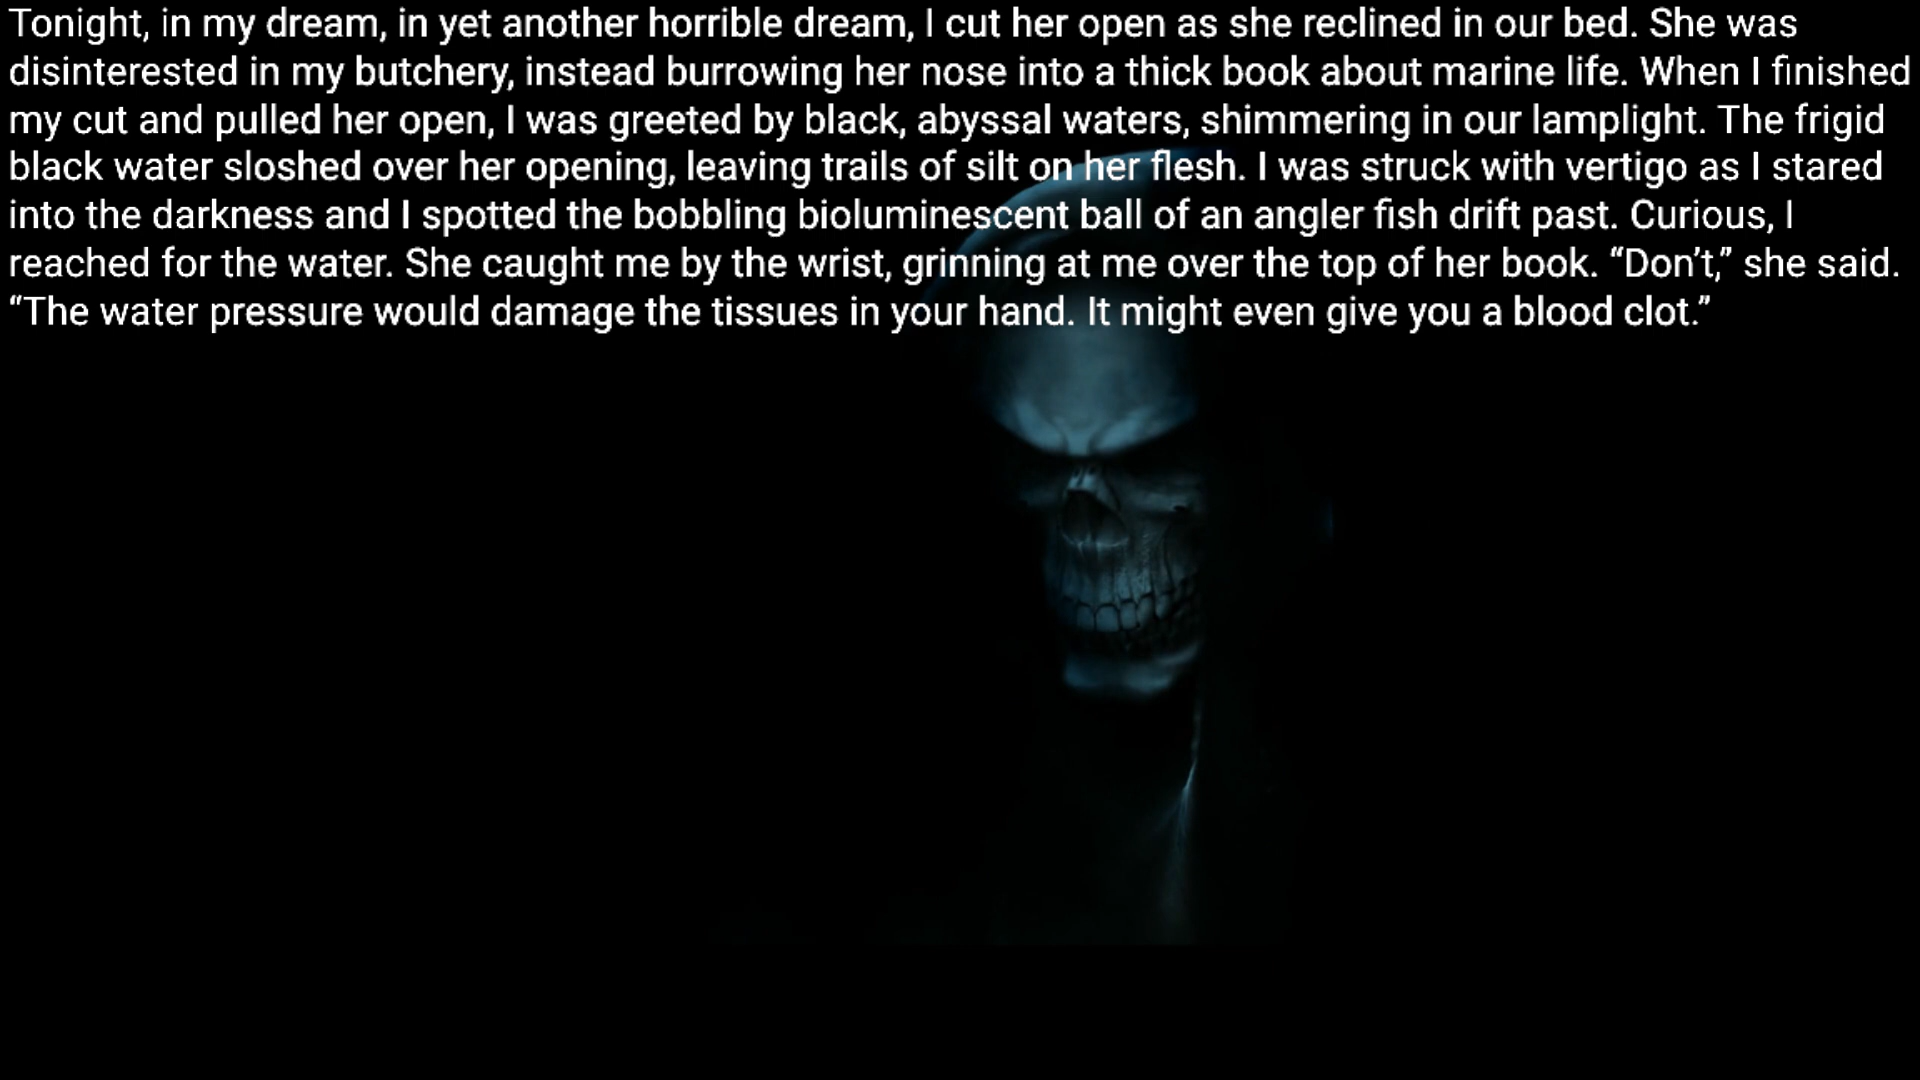 Tonight, in my dream, in yet another horrible dream, I cut her open as she reclined in our bed. She was
disinterested in my butchery, instead burrowing her nose into a thick book about marine life. When I finished
my cut and pulled her open, I was greeted by black, abyssal waters, shimmering in our lamplight. The frigid
black water sloshed over her opening, leaving trails of silt on her flesh. I was struck with vertigo as I stared
into the darkness and I spotted the bobbling bioluminescent ball of an angler fish drift past. Curious, I
reached for the water. She caught me by the wrist, grinning at me over the top of her book. “Don’t,” she said.
“The water pressure would damage the tissues in your hand. It might even give you a blood clot.”